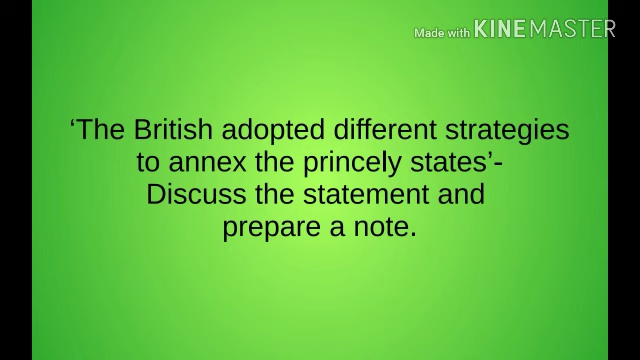 Made with KINEMASTER
‘The British adopted different strategies
to annex the princely states’-
Discuss the statement and
prepare a note.